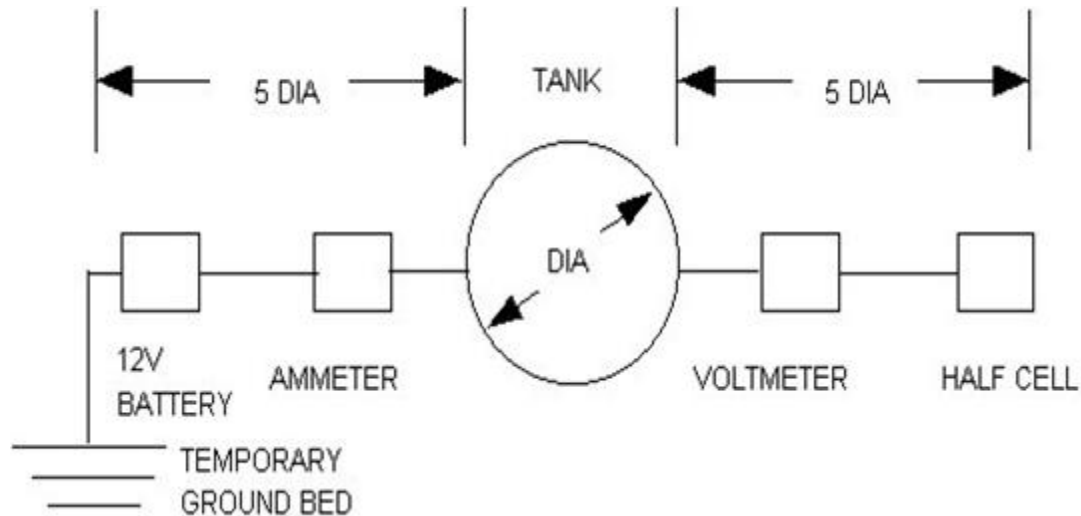 5 DIA
TANK
5 DIA
DIA
12V
BATTERY
AMMETER
VOLTMETER
HALF CELL
TEMPORARY
GROUND BED